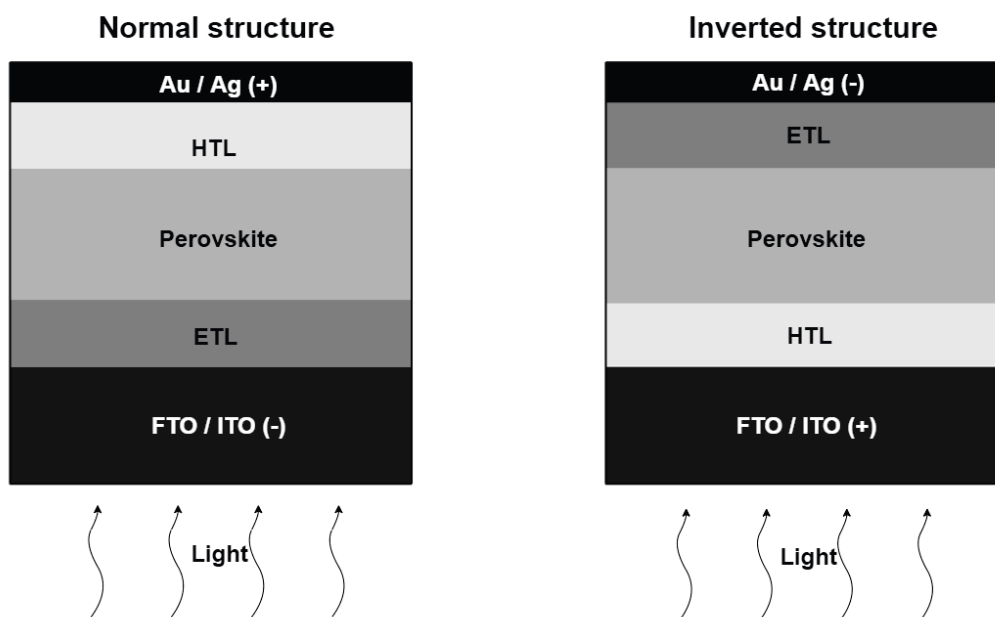 Normal structure
Au / Ag (+)
HTL
Perovskite
ETL
FTO / ITO (-)
Light
Inverted structure
Au / Ag (-)
ETL
Perovskite
HTL
FTO / ITO (+)
Light